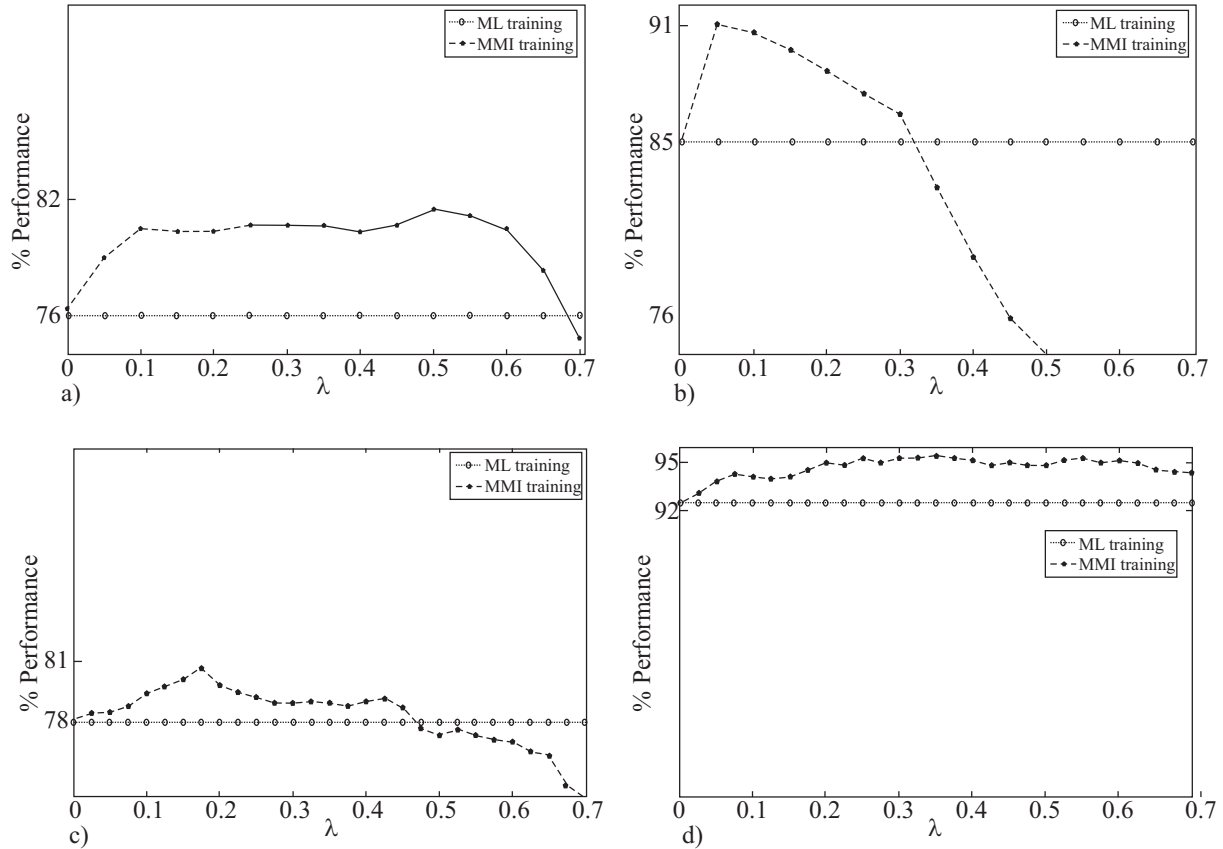 ML training
MMI training
% Performance
82
76
0 0.1 0.2 0.3 0.4 0.5 0.6 0.7
λ
a)
ML training
MMI training
% Performance
91
85
76
0 0.1 0.2 0.3 0.4 0.5 0.6 0.7
λ
b)
ML training
MMI training
% Performance
81
78
0 0.1 0.2 0.3 0.4 0.5 0.6 0.7
λ
c)
95
92
ML training
MMI training
% Performance
0 0.1 0.2 0.3 0.4 0.5 0.6 0.7
λ
d)